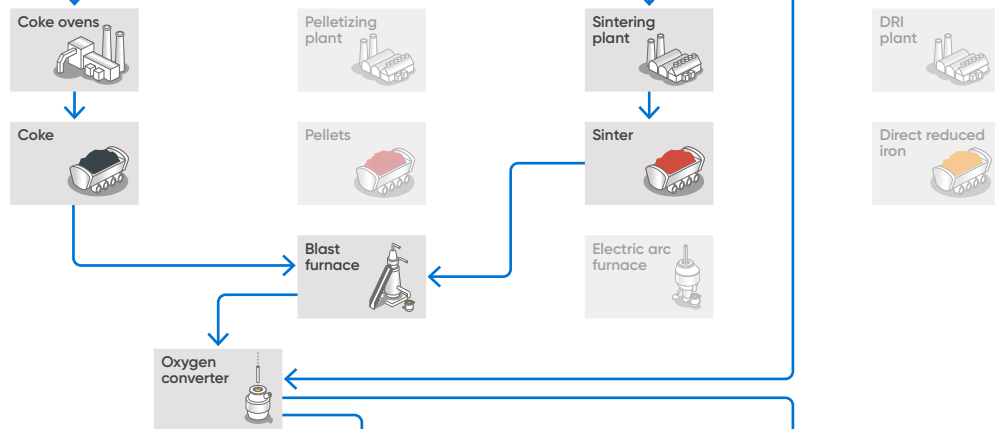 Coke ovens
Pelletizing
plant
Sintering
plant
DRI
plant
Coke
Pellets
Sinter
Direct reduced
iron
Blast
furnace
Electric arc
furnace
Oxygen
converter